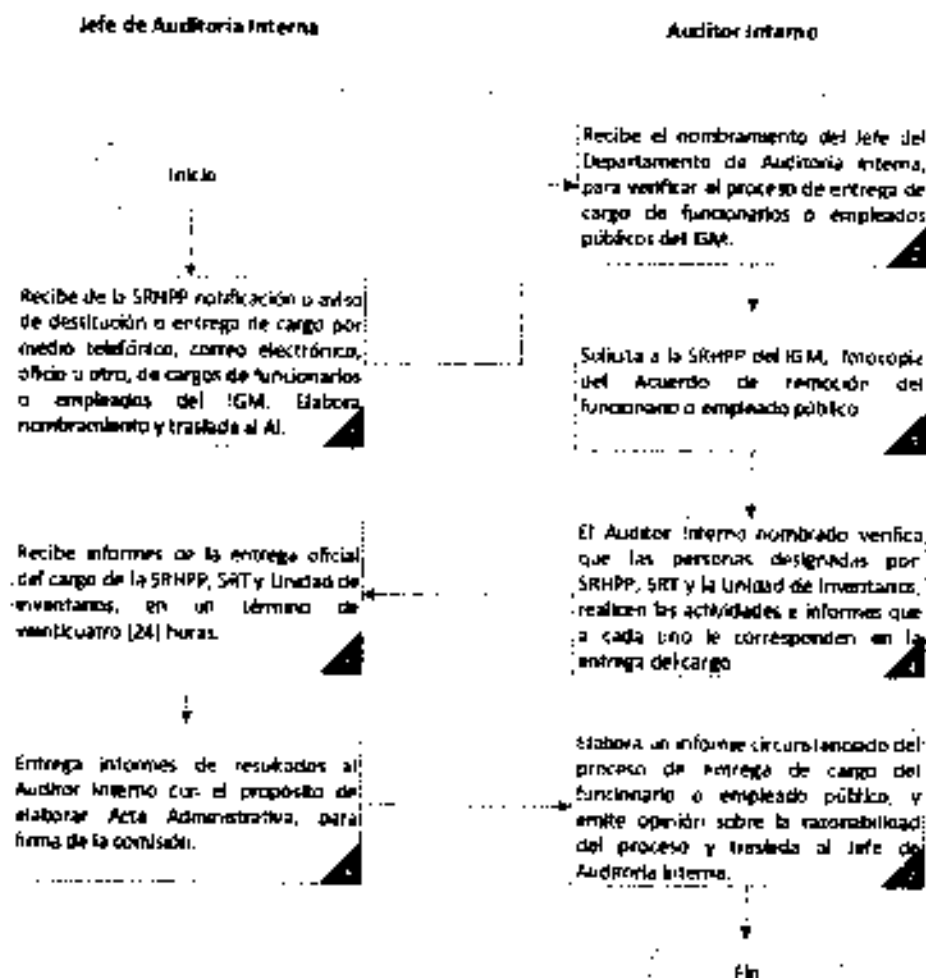 Jefe de Auditoria Interna
Auditor Interno
Inicio
Recibe de la SRHPP notificación o aviso
de destitución o entrega de cargo por
medio telefónico, correo electrónico,
oficio u otro, de cargos de funcionarios
o empleados del IGM. Elabora
nombramiento y traslada al AI.
Recibe el nombramiento del Jefe del
Departamento de Auditoría Interna,
para verificar el proceso de entrega de
cargo de funcionarios o empleados
públicos del IGM.
Solicita a la SRHPP del IGM, fotocopia
del Acuerdo de remoción del
funcionario o empleado público
El Auditor Interno nombrado verifica
que las personas designadas por
SRHPP, SRT y la Unidad de Inventarios,
realicen las actividades e informes que
a cada uno le corresponden en la
entrega del cargo
Recibe informes de la entrega oficial
del cargo de la SRHPP, SRT y Unidad de
inventarios, en un término de
veinticuatro [24] horas.
Entrega informes de resultados al
Auditor Interno con el propósito de
elaborar Acta Administrativa, para
firma de la comisión.
Elabora un informe circunstanciado del
proceso de entrega de cargo del
funcionario o empleado público, y
emite opinión sobre la razonabilidad
del proceso y traslada al Jefe de
Auditoría Interna.
Fin